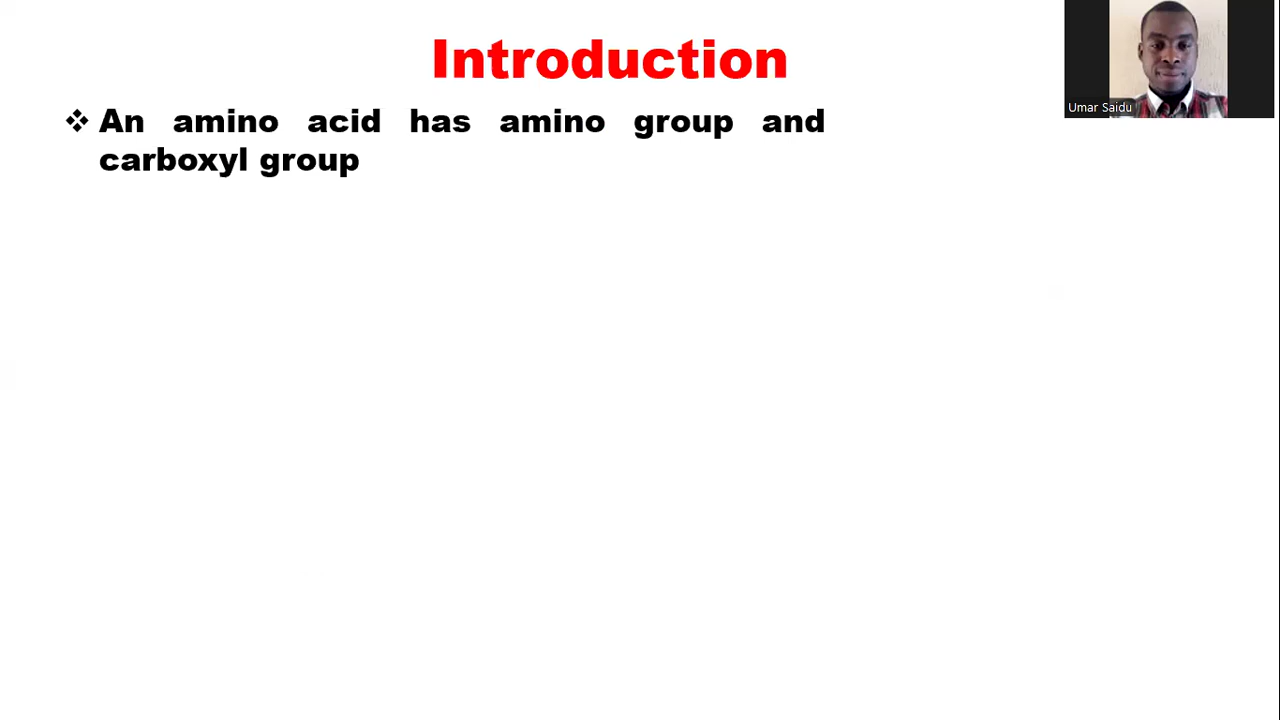 Introduction
❖ An amino acid has amino group and
carboxyl group
Umar Saidu